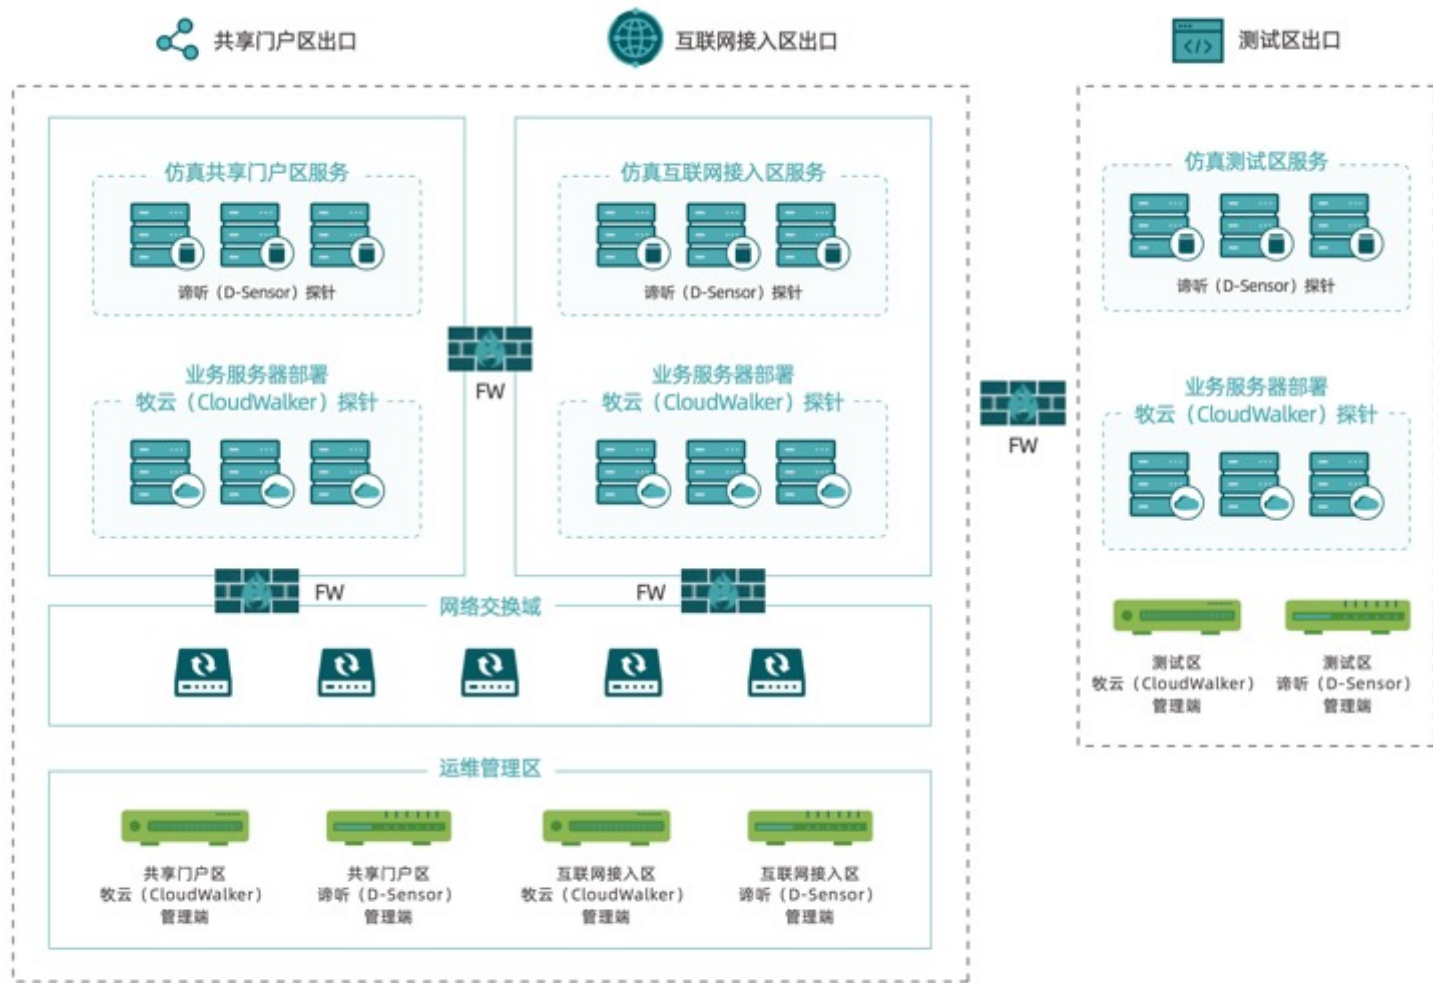 共享门户区出口
互联网接入区出口
测试区出口
仿真共享门户区服务
谛听（D-Sensor）探针
业务服务器部署
牧云（CloudWalker）探针
仿真互联网接入区服务
谛听（D-Sensor）探针
业务服务器部署
牧云（CloudWalker）探针
FW
FW
FW
网络交换域
运维管理区
共享门户区
牧云（CloudWalker）
管理端
共享门户区
谛听（D-Sensor）
管理端
互联网接入区
牧云（CloudWalker）
管理端
互联网接入区
谛听（D-Sensor）
管理端
FW
仿真测试区服务
谛听（D-Sensor）探针
业务服务器部署
牧云（CloudWalker）探针
测试区
牧云（CloudWalker）
管理端
测试区
谛听（D-Sensor）
管理端